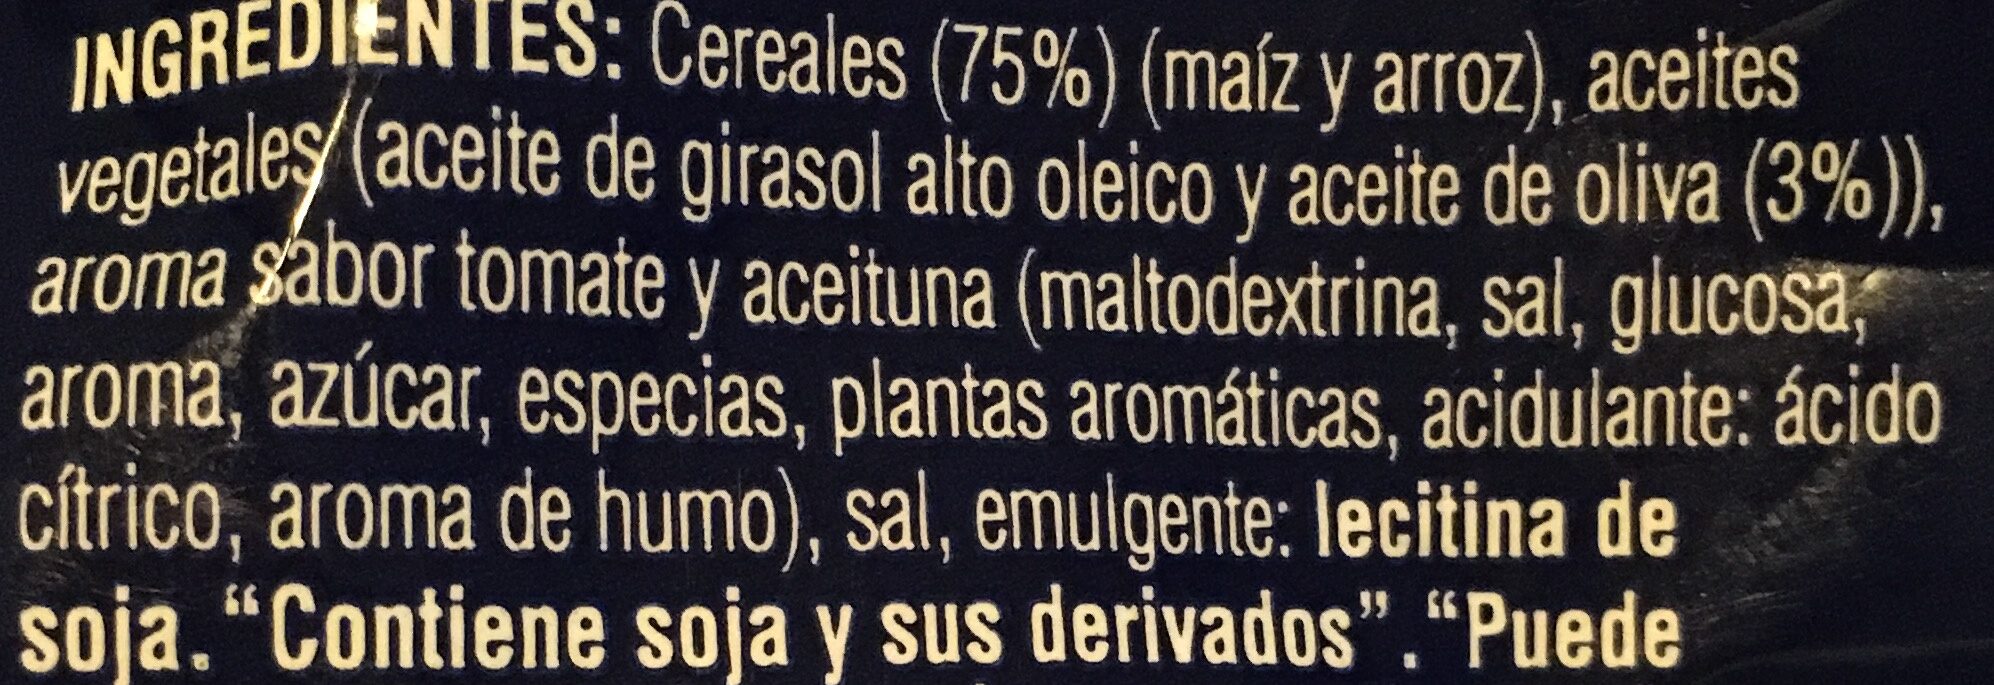 INGREDIENTES: Cereales (75%) (maíz y arroz), aceites
vegetales (aceite de girasol alto oleico y aceite de oliva (3%)),
aroma sabor tomate y aceituna (maltodextrina, sal, glucosa,
aroma, azúcar, especias, plantas aromáticas, acidulante: ácido
cítrico, aroma de humo), sal, emulgente: lecitina de
soja. “Contiene soja y sus derivados”. “Puede